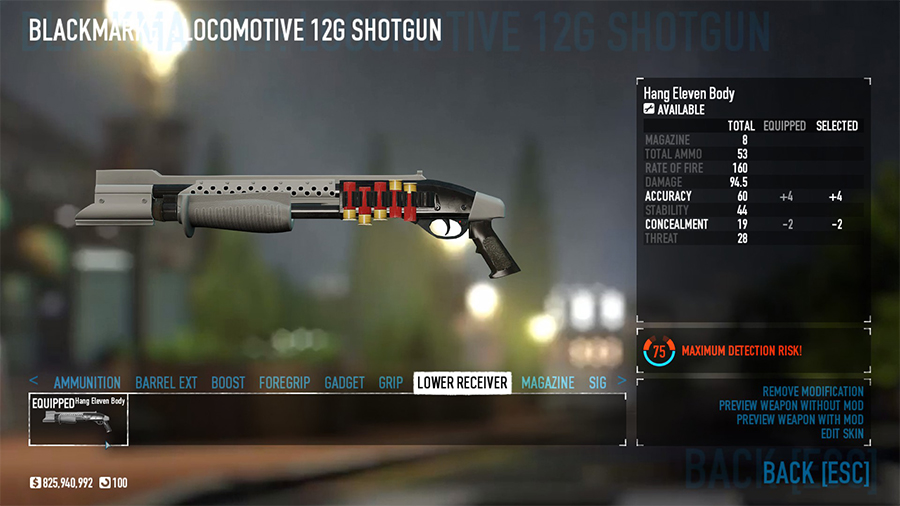 BLACKMARKET: LOCOMOTIVE 12G SHOTGUN
Hang Eleven Body
AVAILABLE
TOTAL EQUIPPED SELECTED
MAGAZINE 8
TOTAL AMMO 53
RATE OF FIRE 160
DAMAGE 94.5
ACCURACY 60 +4 +4
STABILITY 44
CONCEALMENT 19 -2 -2
THREAT 28
75 MAXIMUM DETECTION RISK!
< AMMUNITION BARREL EXT BOOST FOREGRIP GADGET GRIP LOWER RECEIVER MAGAZINE SIG >
EQUIPPED Hang Eleven Body
REMOVE MODIFICATION
PREVIEW WEAPON WITHOUT MOD
PREVIEW WEAPON WITH MOD
EDIT SKIN
BACK [ESC]
BACK [ESC]
$ 825,940,992 100